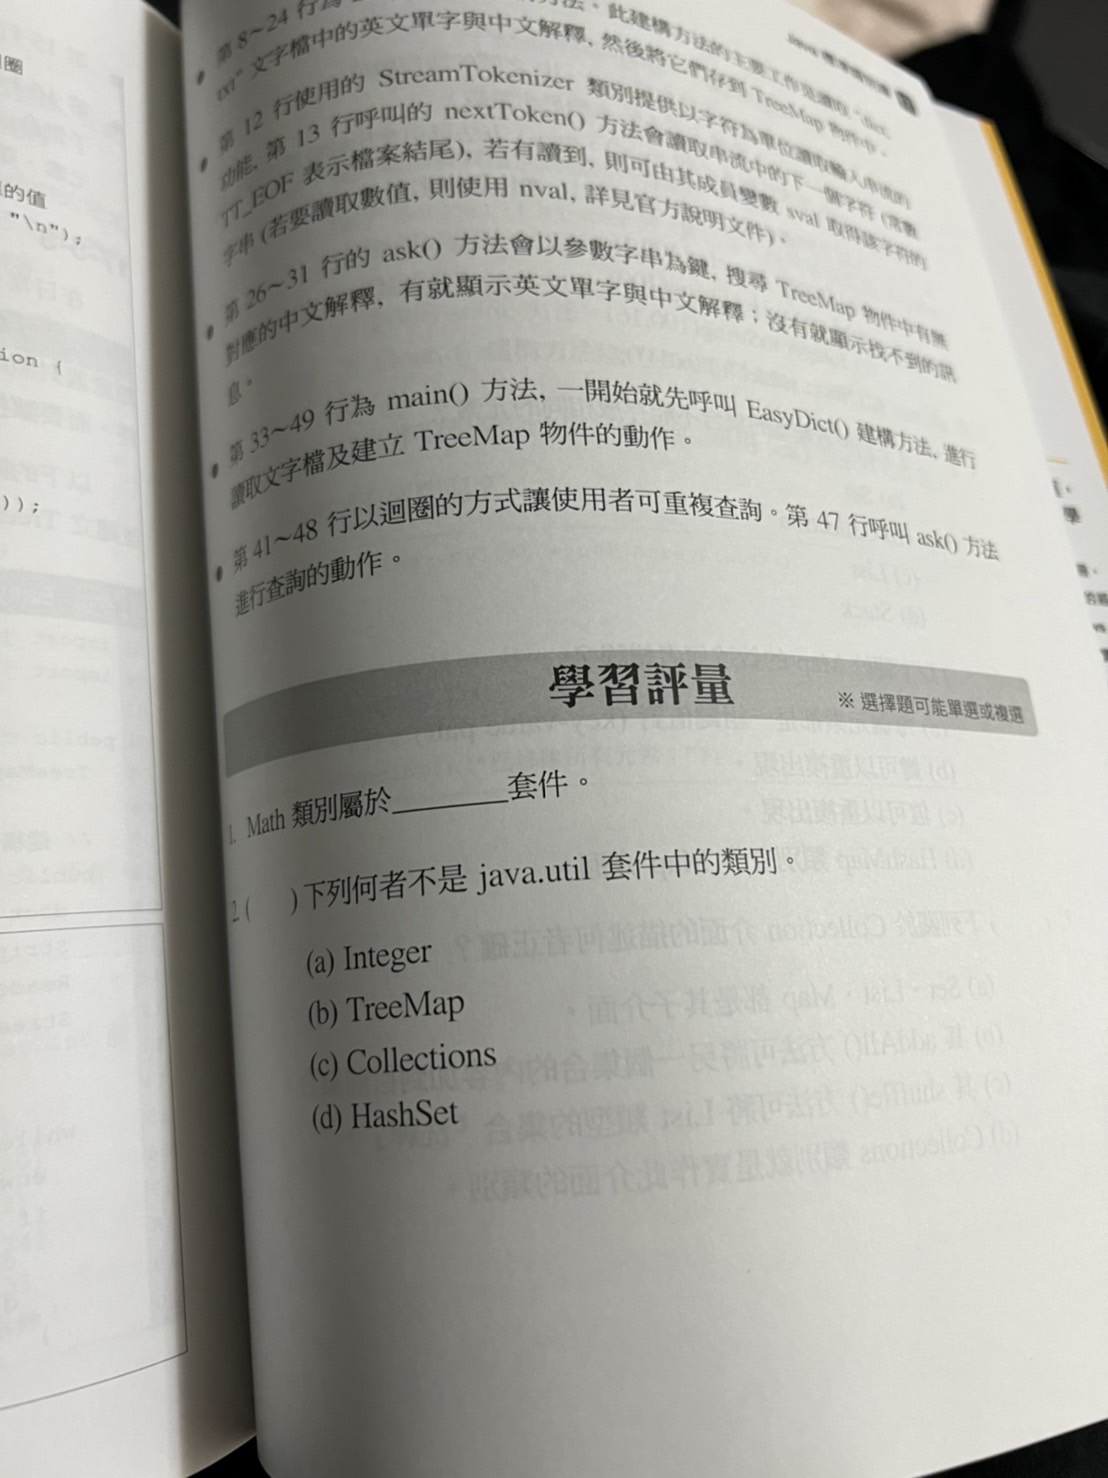 圈
的值
"\n");
ion {
));
Java 標準類別庫
第 8～24 行為
方法。此建構方法的主要工作是讀取 "dict.
txt" 文字檔中的英文單字與中文解釋, 然後將它們存到 TreeMap 物件中。
第 12 行使用的 StreamTokenizer 類別提供以字符為單位讀取輸入串流的
功能, 第 13 行呼叫的 nextToken() 方法會讀取串流中的下一個字符 (常數
TT_EOF 表示檔案結尾), 若有讀到, 則可由其成員變數 sval 取得該字符的
字串 (若要讀取數值, 則使用 nval, 詳見官方說明文件)。
第 26～31 行的 ask() 方法會以參數字串為鍵, 搜尋 TreeMap 物件中有無
對應的中文解釋, 有就顯示英文單字與中文解釋；沒有就顯示找不到的訊
息。
第 33～49 行為 main() 方法, 一開始就先呼叫 EasyDict() 建構方法, 進行
讀取文字檔及建立 TreeMap 物件的動作。
第 41～48 行以迴圈的方式讓使用者可重複查詢。第 47 行呼叫 ask() 方法
進行查詢的動作。
學習評量
※ 選擇題可能單選或複選
1. Math 類別屬於________套件。
2. ( ) 下列何者不是 java.util 套件中的類別。
(a) Integer
(b) TreeMap
(c) Collections
(d) HashSet
學